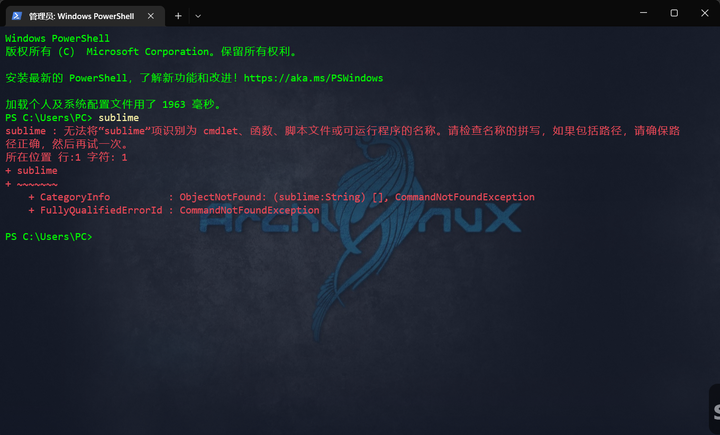 管理员: Windows PowerShell
Windows PowerShell
版权所有 (C)  Microsoft Corporation。保留所有权利。
安装最新的 PowerShell，了解新功能和改进！https://aka.ms/PSWindows
加载个人及系统配置文件用了 1963 毫秒。
PS C:\Users\PC> sublime
sublime : 无法将“sublime”项识别为 cmdlet、函数、脚本文件或可运行程序的名称。请检查名称的拼写，如果包括路径，请确保路
径正确，然后再试一次。
所在位置 行:1 字符: 1
+ sublime
+ ~~~~~~~
    + CategoryInfo          : ObjectNotFound: (sublime:String) [], CommandNotFoundException
    + FullyQualifiedErrorId : CommandNotFoundException
Archlinux
PS C:\Users\PC>
S